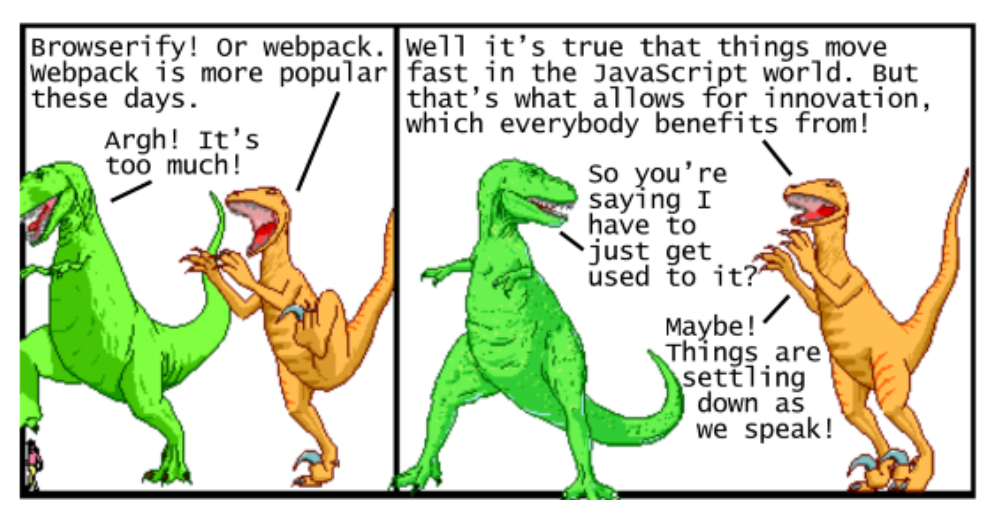 Browserify! Or webpack.
Webpack is more popular
these days.
Argh! It's
too much!
Well it's true that things move
fast in the JavaScript world. But
that's what allows for innovation,
which everybody benefits from!
So you're
saying I
have to
just get
used to it?
Maybe!
Things are
settling
down as
we speak!